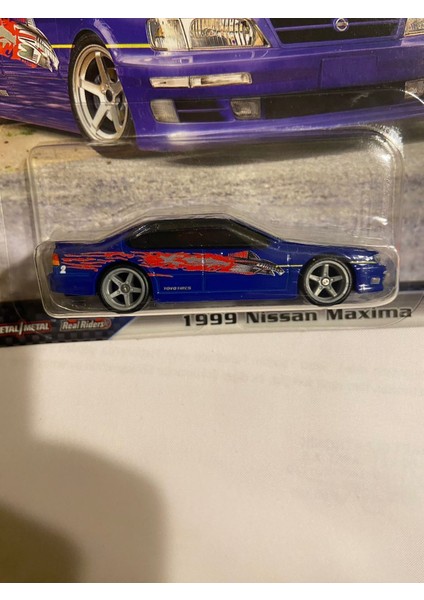 METAL/METAL
Real Riders
1999 Nissan Maxima